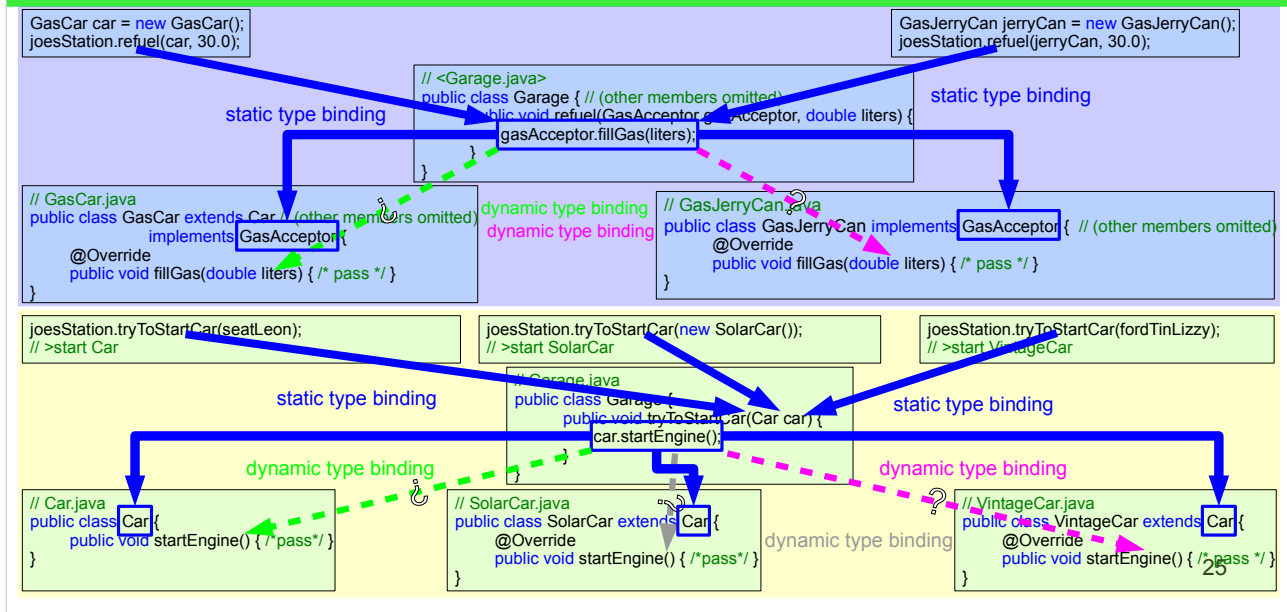 GasCar car = new GasCar();
joesStation.refuel(car, 30.0);
GasJerryCan jerryCan = new GasJerryCan();
joesStation.refuel(jerryCan, 30.0);
// <Garage.java>
public class Garage { // (other members omitted)
public void refuel(GasAcceptor gasAcceptor, double liters) {
gasAcceptor.fillGas(liters);
}
}
static type binding
static type binding
// GasCar.java
public class GasCar extends Car // (other members omitted)
implements GasAcceptor {
@Override
public void fillGas(double liters) { /* pass */ }
}
?
dynamic type binding
dynamic type binding
?
// GasJerryCan.java
public class GasJerryCan implements GasAcceptor { // (other members omitted)
@Override
public void fillGas(double liters) { /* pass */ }
}
joesStation.tryToStartCar(seatLeon);
// >start Car
joesStation.tryToStartCar(new SolarCar());
// >start SolarCar
joesStation.tryToStartCar(fordTinLizzy);
// >start VintageCar
// Garage.java
public class Garage {
public void tryToStartCar(Car car) {
car.startEngine();
}
}
static type binding
static type binding
dynamic type binding
dynamic type binding
// Car.java
public class Car {
public void startEngine() { /*pass*/ }
}
?
// SolarCar.java
public class SolarCar extends Car {
@Override
public void startEngine() { /*pass*/ }
}
?
dynamic type binding
?
// VintageCar.java
public class VintageCar extends Car {
@Override
public void startEngine() { /* pass */ }
}
25